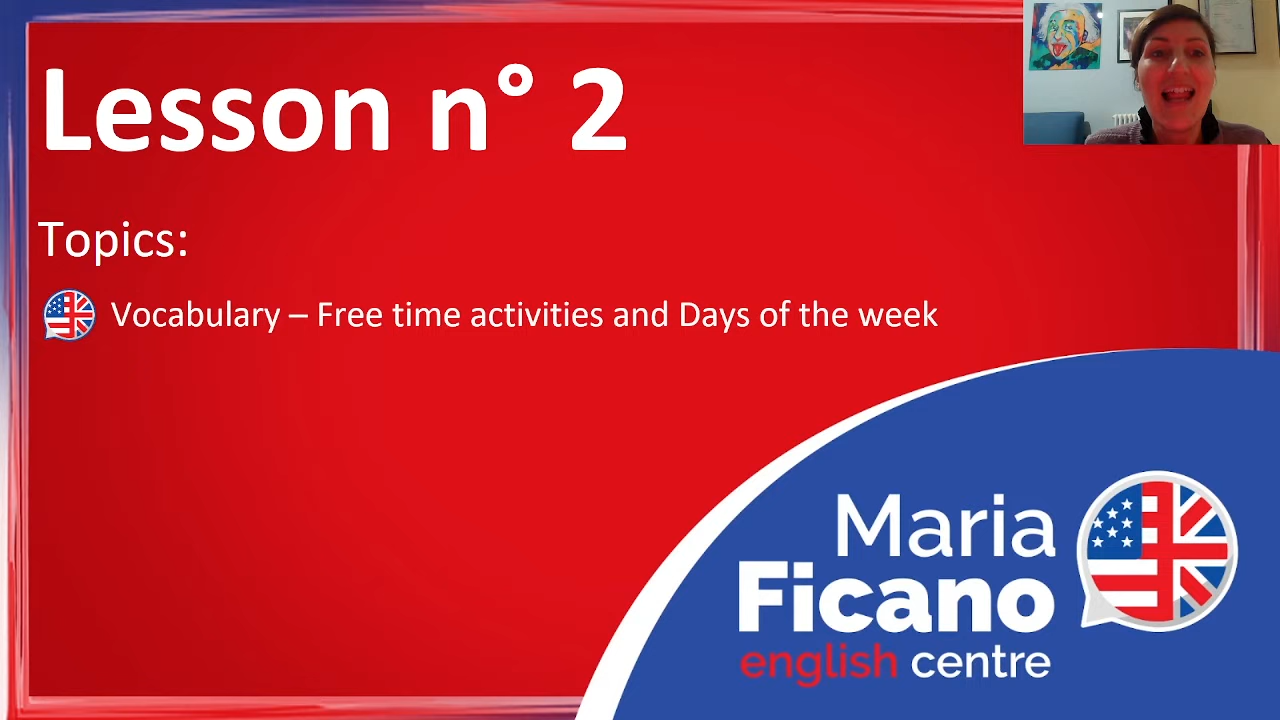 Lesson n° 2
Topics:
Vocabulary – Free time activities and Days of the week
Maria
Ficano
english centre